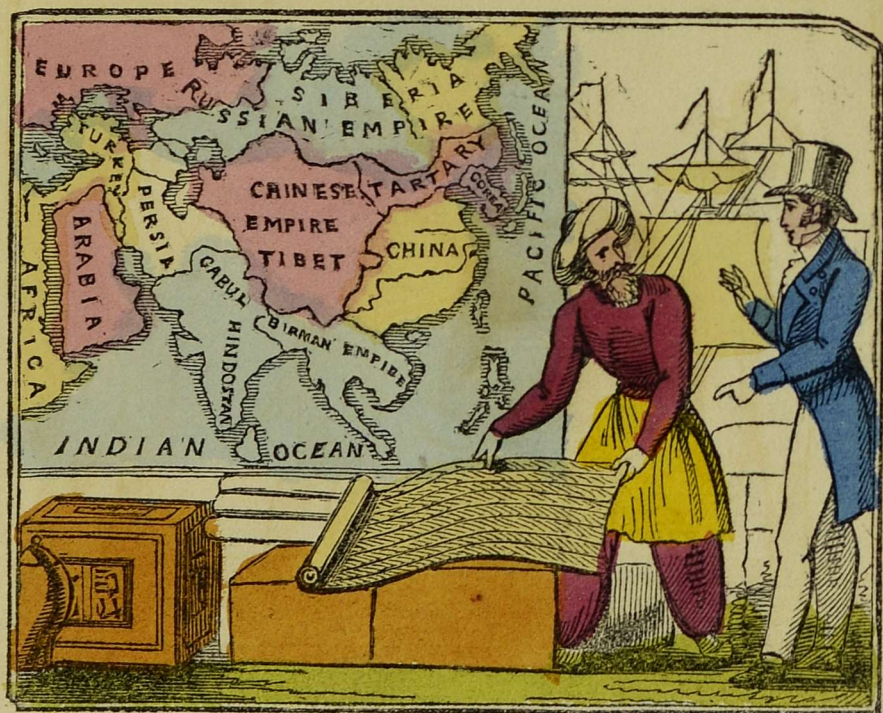 EUROPE
SIBERIA
RUSSIAN EMPIRE
TURKEY
CHINESE
EMPIRE
TIBET
TARTARY
COREA
PACIFIC OCEAN
PERSIA
ARABIA
CHINA
AFRICA
CABUL
HINDOSTAN
BIRMAN EMPIRE
INDIAN OCEAN